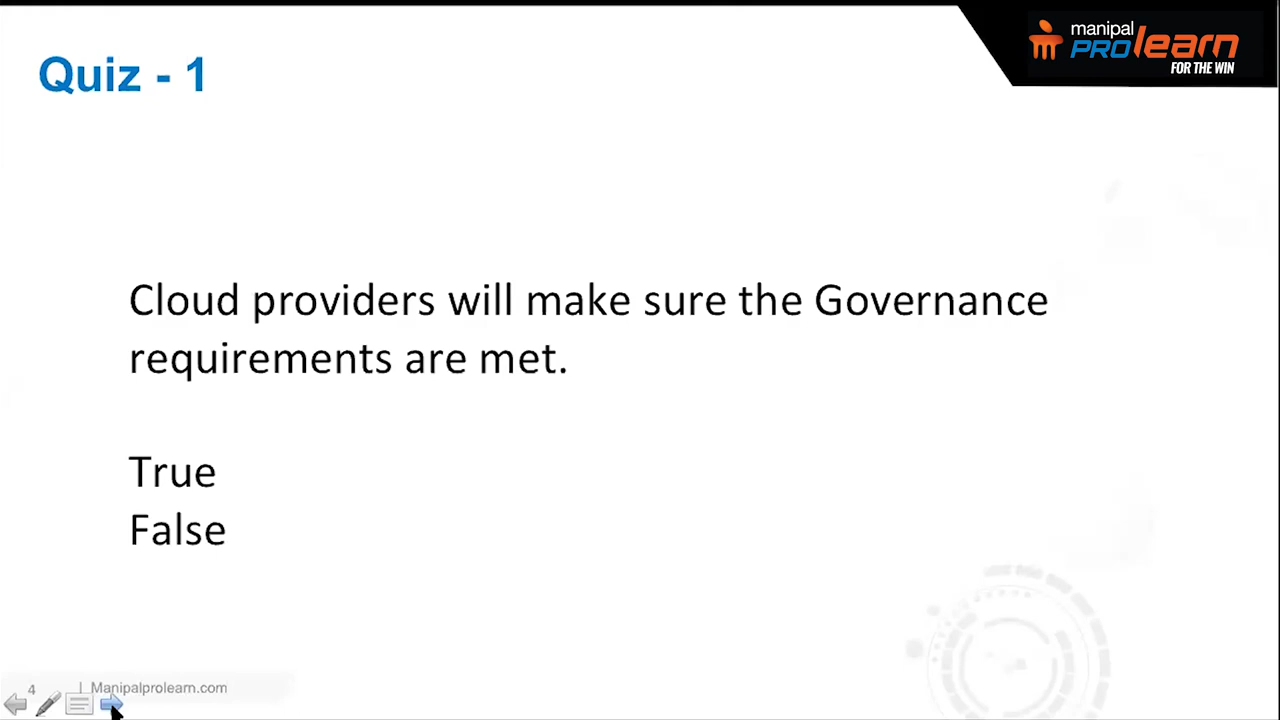 manipal
PROlearn
FOR THE WIN
Quiz - 1
Cloud providers will make sure the Governance
requirements are met.
True
False
4 | Manipalprolearn.com